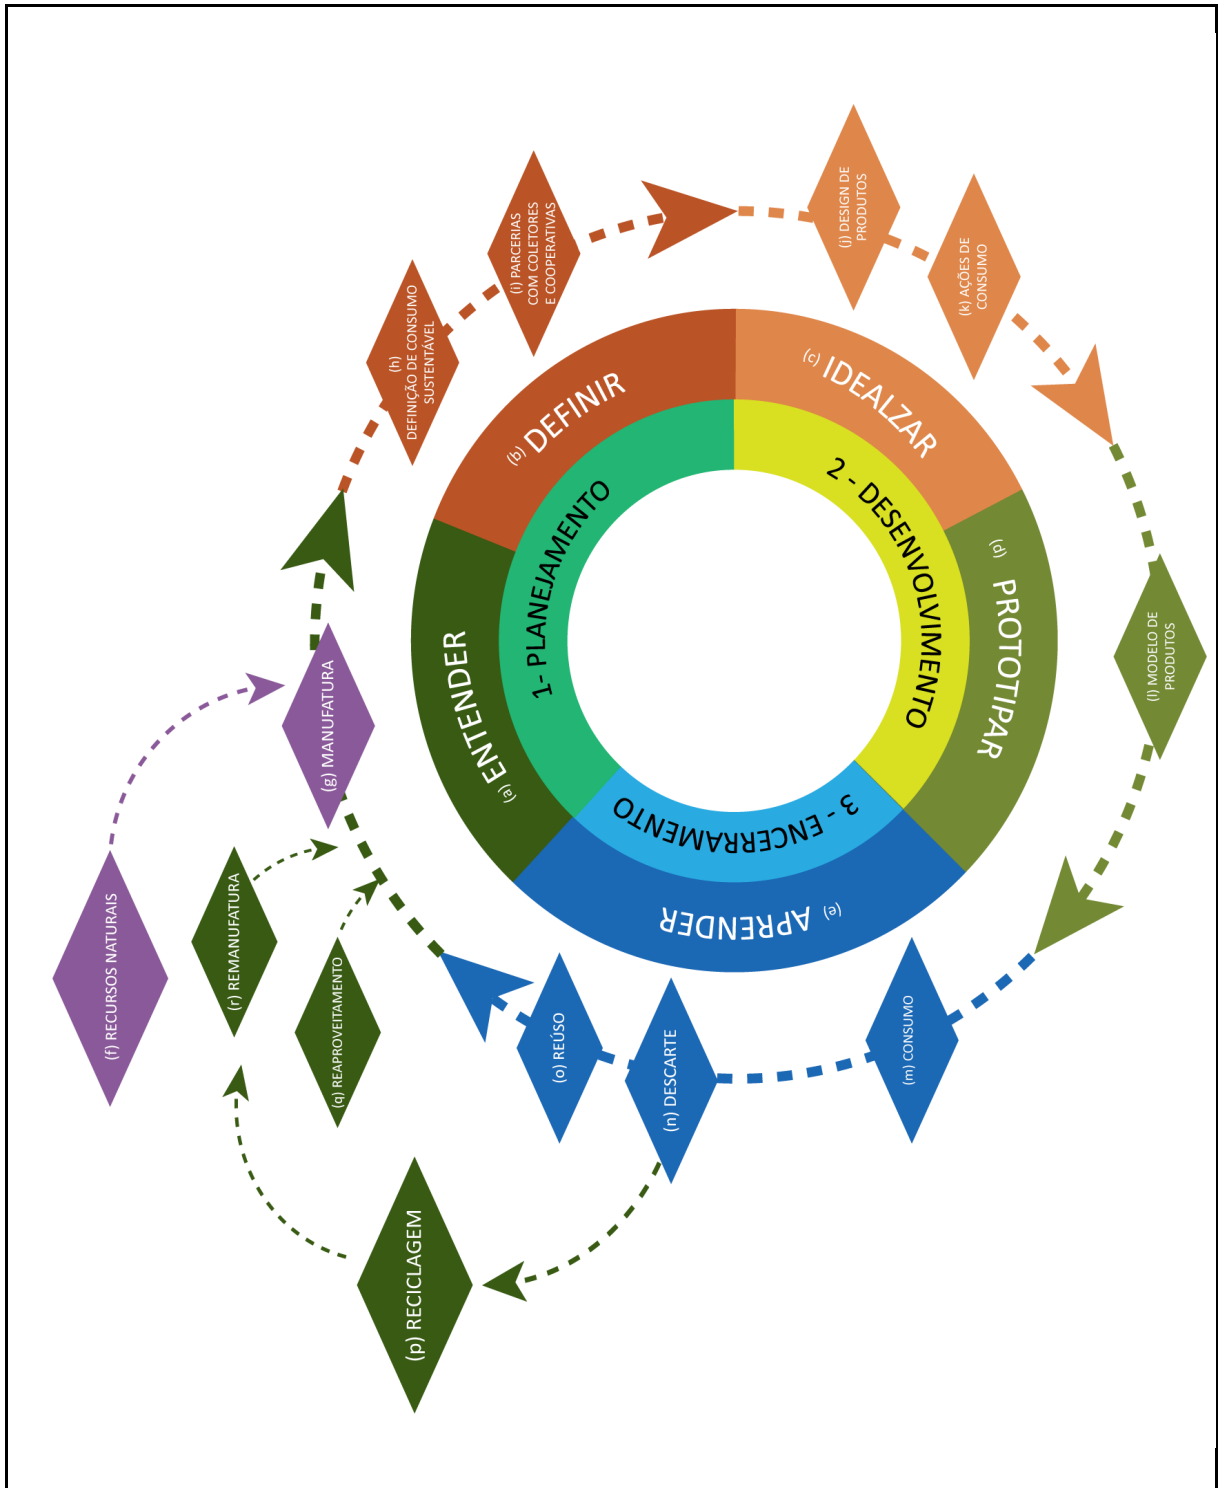 1- PLANEJAMENTO
2 - DESENVOLVIMENTO
3 - ENCERRAMENTO
(a) ENTENDER
(b) DEFINIR
(c) IDEALZAR
(d) PROTOTIPAR
(e) APRENDER
(f) RECURSOS NATURAIS
(g) MANUFATURA
(h)
DEFINIÇÃO DE CONSUMO
SUSTENTÁVEL
(i) PARCERIAS
COM COLETORES
E COOPERATIVAS
(j) DESIGN DE
PRODUTOS
(k) AÇÕES DE
CONSUMO
(l) MODELO DE
PRODUTOS
(m) CONSUMO
(n) DESCARTE
(o) REÚSO
(p) RECICLAGEM
(q) REAPROVEITAMENTO
(r) REMANUFATURA